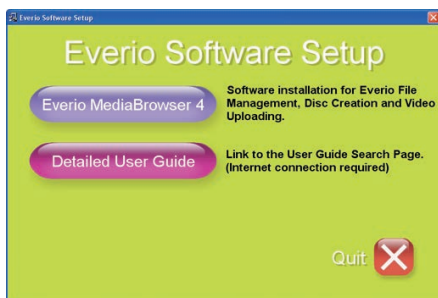 Everio Software Setup
Everio Software Setup
Everio MediaBrowser 4
Software installation for Everio File
Management, Disc Creation and Video
Uploading.
Detailed User Guide
Link to the User Guide Search Page.
(Internet connection required)
Quit